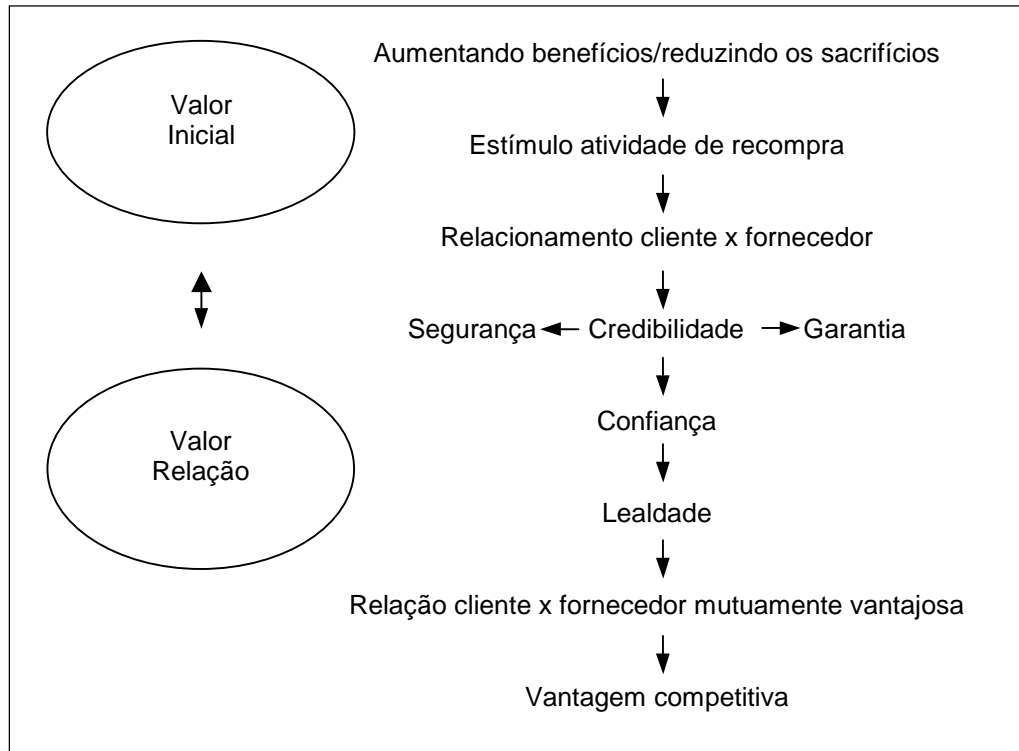 Valor
Inicial
Valor
Relação
Aumentando benefícios/reduzindo os sacrifícios
Estímulo atividade de recompra
Relacionamento cliente x fornecedor
Segurança Credibilidade Garantia
Confiança
Lealdade
Relação cliente x fornecedor mutuamente vantajosa
Vantagem competitiva